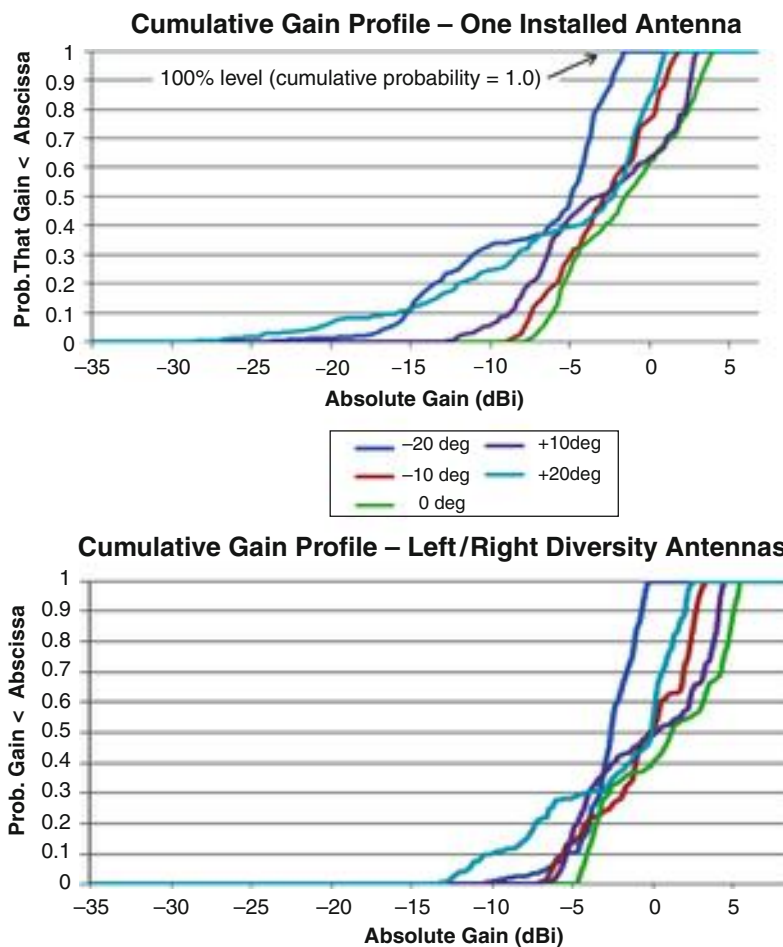 Cumulative Gain Profile – One Installed Antenna
Prob.That Gain < Abscissa
1
0.9
0.8
0.7
0.6
0.5
0.4
0.3
0.2
0.1
0
100% level (cumulative probability = 1.0)
–35 –30 –25 –20 –15 –10 –5 0 5
Absolute Gain (dBi)
–20 deg +10deg
–10 deg +20deg
0 deg
Cumulative Gain Profile – Left/Right Diversity Antennas
Prob. Gain < Abscissa
1
0.9
0.8
0.7
0.6
0.5
0.4
0.3
0.2
0.1
0
–35 –30 –25 –20 –15 –10 –5 0 5
Absolute Gain (dBi)